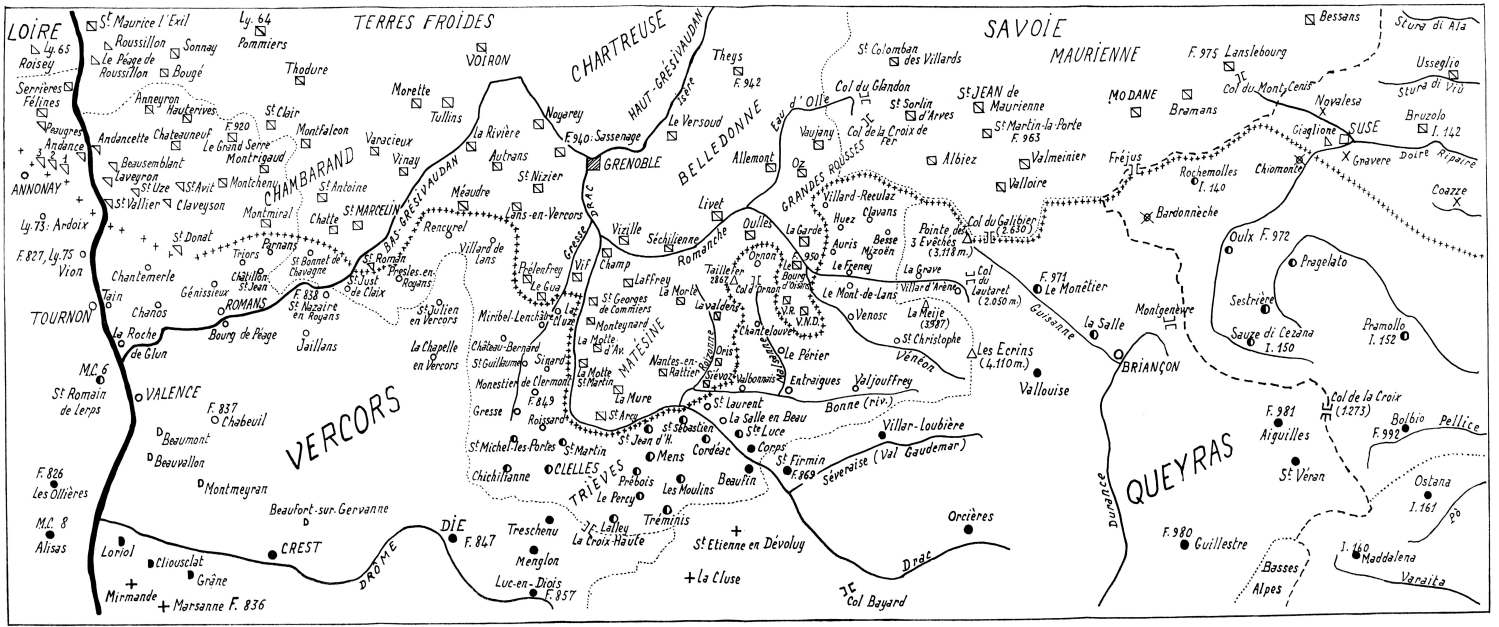 LOIRE
Ly. 65
Roisey
St Maurice l'Exil
Roussillon
Le Péage de
Roussillon
Sonnay
Bougé
Ly. 64
Pommiers
TERRES FROIDES
VOIRON
CHARTREUSE
HAUT-GRÉSIVAUDAN
Isère
Theys
F. 942
SAVOIE
MAURIENNE
St Colomban
des Villards
Col du Glandon
F. 975 Lanslebourg
Bessans
Stura di Ala
Usseglio
Stura di Viù
Col du Mont Cenis
Serrières
Félines
Peaugres
Andance
3 2 1
ANNONAY
Ly. 73: Ardoix
F. 827, Ly. 75
Vion
Anneyron
Hauterives
Andancette
Chateauneuf
F. 920
Le Grand Serre
Beausemblant
Laveyron
St Uze
St Avit
St Vallier
Claveyson
Montrigaud
Montchenu
Montmiral
St Donat
Thodure
St Clair
Montfalcon
CHAMBARAND
St Antoine
Chatte
St MARCELIN
Varacieux
Vinay
Morette
Tullins
La Rivière
Autrans
Noyarey
F. 940: Sassenage
GRENOBLE
St Nizier
Méaudre
Lans-en-Vercors
BAS-GRÉSIVAUDAN
Rencurel
Villard de
Lans
Le Versoud
BELLEDONNE
Eau d'Olle
Allemont
Vaujany
Oz
GRANDES ROUSSES
St Sorlin
d'Arves
Col de la Croix de
Fer
St JEAN de
Maurienne
St Martin-la-Porte
F. 963
Albiez
Valmeinier
Valloire
MODANE
Bramans
Fréjus
Novalesa
Giaglione
SUSE
Gravere
Chiomonte
Bruzolo
I. 142
Doire Ripaire
Rochemolles
I. 140
Coazze
Bardonnèche
Chantemerle
Triors
Parnans
Châtillon
St Jean
Génissieux
ROMANS
Chanos
Tain
TOURNON
La Roche
de Glun
Bourg de Péage
St Bonnet de
Chavagne
F. 838
St Nazaire
en Royans
Jaillans
St Roman
St Just
de Claix
Presles-en-
Royans
St Julien
en Vercors
La Chapelle
en Vercors
Prélenfrey
Le Gua
Vif
Gresse
DRAC
Vizille
Champ
Séchilienne
Livet
Romanche
Laffrey
St Georges
de Commiers
Monteynard
La Motte-
d'Av.
La Motte
St Martin
MATÉSINE
La Morte
Lavaldens
Roizonne
Oris
Nantes-en-
Rattier
Siévoz
La Mure
St Arey
Miribel-Lenchâtre
Cluze
Château-Bernard
St Guillaume
Sinard
Monestier de Clermont
F. 849
Gresse
Roissard
Taillefer
2862
Col d'Ornon
Ornon
Oulles
La Garde
F. 950
Le
Bourg
d'Oisans
V.R.
V.N.D.
Chantelouve
Malsanne
Le Périer
Valbonnais
Entraigues
Valjouffrey
Bonne (riv.)
Villard-Reculaz
Huez
Clavans
Auris
Besse
Mizoën
Le Freney
Le Mont-de-Lans
Venosc
St Christophe
Vénéon
La Grave
Villard d'Arène
La Meije
(3987)
Les Ecrins
(4.110 m.)
Pointe des
3 Evêchés
(3.118 m.)
Col du Galibier
(2.630)
Col
du
Lautaret
(2.050 m.)
F. 971
Le Monêtier
Guisanne
La Salle
Montgenèvre
BRIANÇON
Vallouise
Oulx F. 972
Pragelato
Sestrière
Sauze di Cezana
I. 150
Pramollo
I. 152
M.C. 6
St Romain
de Lerps
VALENCE
F. 837
Chabeuil
Beaumont
Beauvallon
Montmeyran
VERCORS
F. 826
Les Ollières
M.C. 8
Alisas
Beaufort-sur-Gervanne
Loriol
Cliousclat
Grâne
Mirmande
Marsanne F. 836
CREST
DRÔME
DIE
F. 847
Treschenu
Menglon
Luc-en-Diois
F. 857
St Michel-les-Portes
St Martin
Chichilianne
CLELLES
TRIÈVES
St Jean d'H.
St Sébastien
Mens
Prébois
Le Percy
Lalley
La Croix-Haute
Tréminis
Les Moulins
Cordéac
St Laurent
La Salle en Beau
Ste Luce
Corps
Beaufin
St Firmin
F. 869
Villar-Loubière
Séveraise (Val Gaudemar)
St Etienne en Dévoluy
La Cluse
Col Bayard
Drac
Orcières
Durance
QUEYRAS
F. 981
Aiguilles
St Véran
F. 980
Guillestre
Col de la Croix
(1.273)
Bolbio
F. 992
Pellice
Ostana
I. 161
Po
I. 160
Maddalena
Varaita
Basses
Alpes